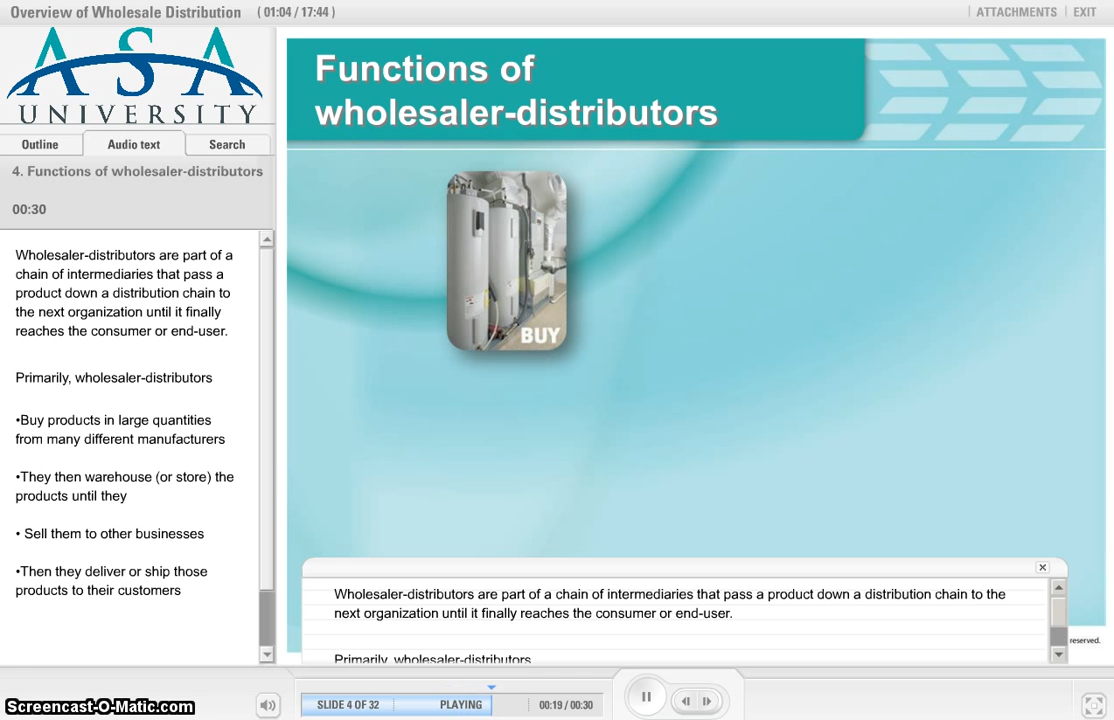 Overview of Wholesale Distribution ( 01:04 / 17:44 )
ATTACHMENTS
EXIT
ASA
UNIVERSITY
Outline
Audio text
Search
4. Functions of wholesaler-distributors
00:30
Wholesaler-distributors are part of a
chain of intermediaries that pass a
product down a distribution chain to
the next organization until it finally
reaches the consumer or end-user.
Primarily, wholesaler-distributors
•Buy products in large quantities
from many different manufacturers
•They then warehouse (or store) the
products until they
• Sell them to other businesses
•Then they deliver or ship those
products to their customers
Functions of
wholesaler-distributors
BUY
Wholesaler-distributors are part of a chain of intermediaries that pass a product down a distribution chain to the
next organization until it finally reaches the consumer or end-user.
Primarily, wholesaler-distributors
reserved.
SLIDE 4 OF 32
PLAYING
00:19 / 00:30
Screencast-O-Matic.com